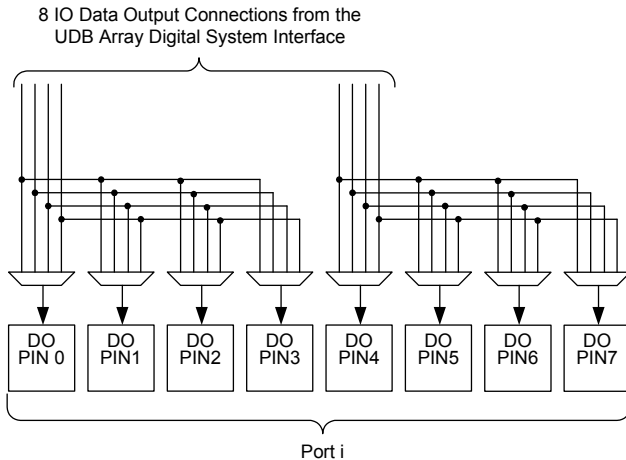 8 IO Data Output Connections from the
UDB Array Digital System Interface
DO
PIN 0
DO
PIN1
DO
PIN2
DO
PIN3
DO
PIN4
DO
PIN5
DO
PIN6
DO
PIN7
Port i